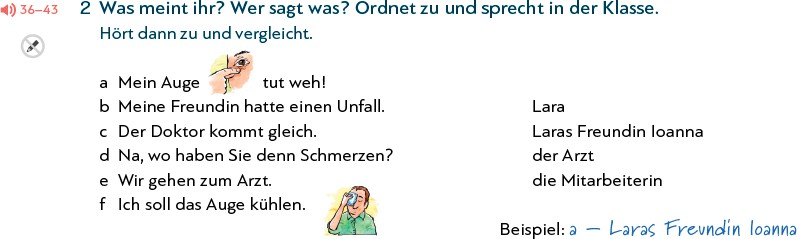 36–43 2 Was meint ihr? Wer sagt was? Ordnet zu und sprecht in der Klasse.
Hört dann zu und vergleicht.
a Mein Auge tut weh!
b Meine Freundin hatte einen Unfall. Lara
c Der Doktor kommt gleich. Laras Freundin Ioanna
d Na, wo haben Sie denn Schmerzen? der Arzt
e Wir gehen zum Arzt. die Mitarbeiterin
f Ich soll das Auge kühlen.
Beispiel: a – Laras Freundin Ioanna